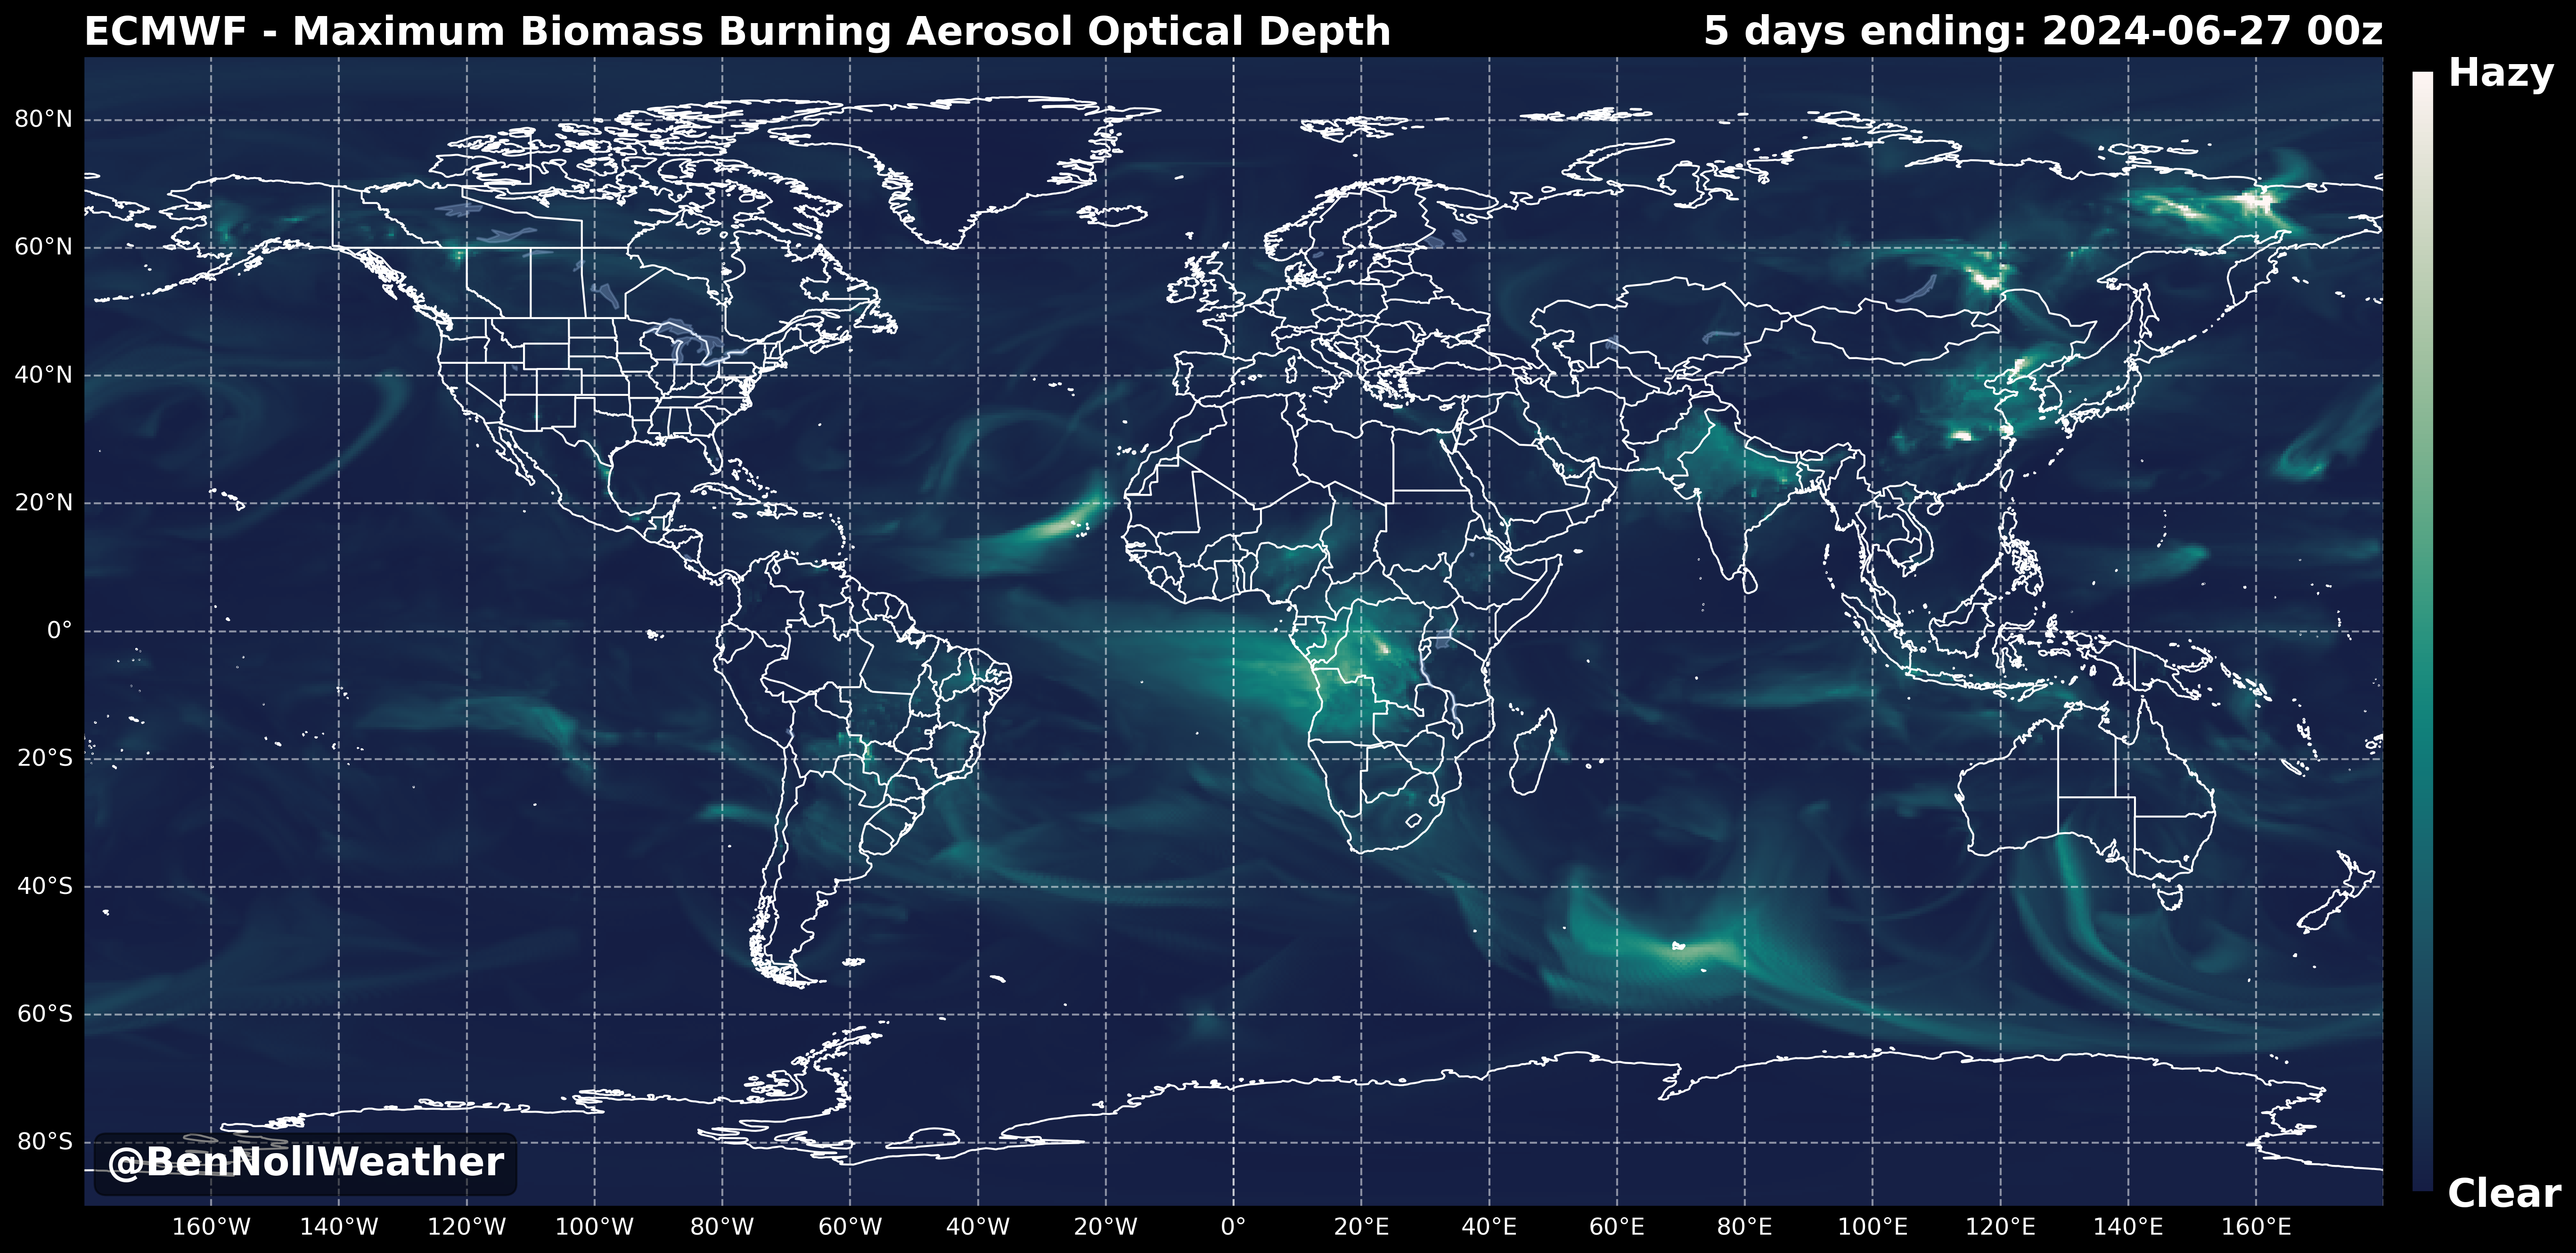 ECMWF - Maximum Biomass Burning Aerosol Optical Depth
5 days ending: 2024-06-27 00z
Hazy
80°N
60°N
40°N
20°N
0°
20°S
40°S
60°S
80°S
@BenNollWeather
Clear
160°W 140°W 120°W 100°W 80°W 60°W 40°W 20°W 0° 20°E 40°E 60°E 80°E 100°E 120°E 140°E 160°E